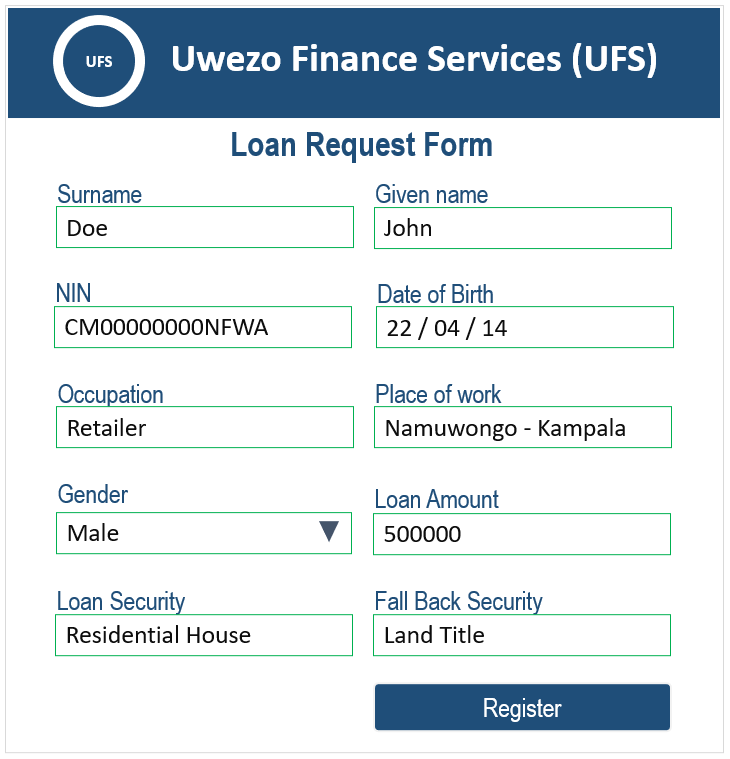 UFS
Uwezo Finance Services (UFS)
Loan Request Form
Surname
Given name
Doe
John
NIN
Date of Birth
CM00000000NFWA
22 / 04 / 14
Occupation
Place of work
Retailer
Namuwongo - Kampala
Gender
Loan Amount
Male
500000
Loan Security
Fall Back Security
Residential House
Land Title
Register